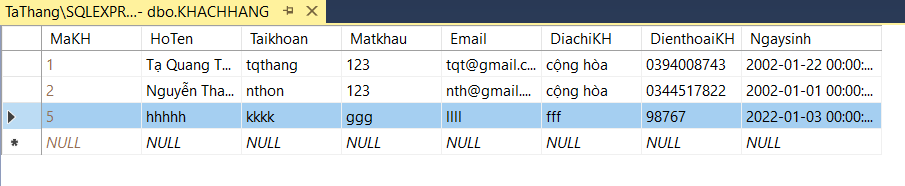 TaThang\SQLEXPR...- dbo.KHACHHANG
MaKH HoTen Taikhoan Matkhau Email DiachiKH DienthoaiKH Ngaysinh
1 Tạ Quang T... tqthang 123 tqt@gmail.c... cộng hòa 0394008743 2002-01-22 00:00:...
2 Nguyễn Tha... nthon 123 nth@gmail.... cộng hòa 0344517822 2002-01-01 00:00:...
5 hhhhh kkkk ggg llll fff 98767 2022-01-03 00:00:...
NULL NULL NULL NULL NULL NULL NULL NULL